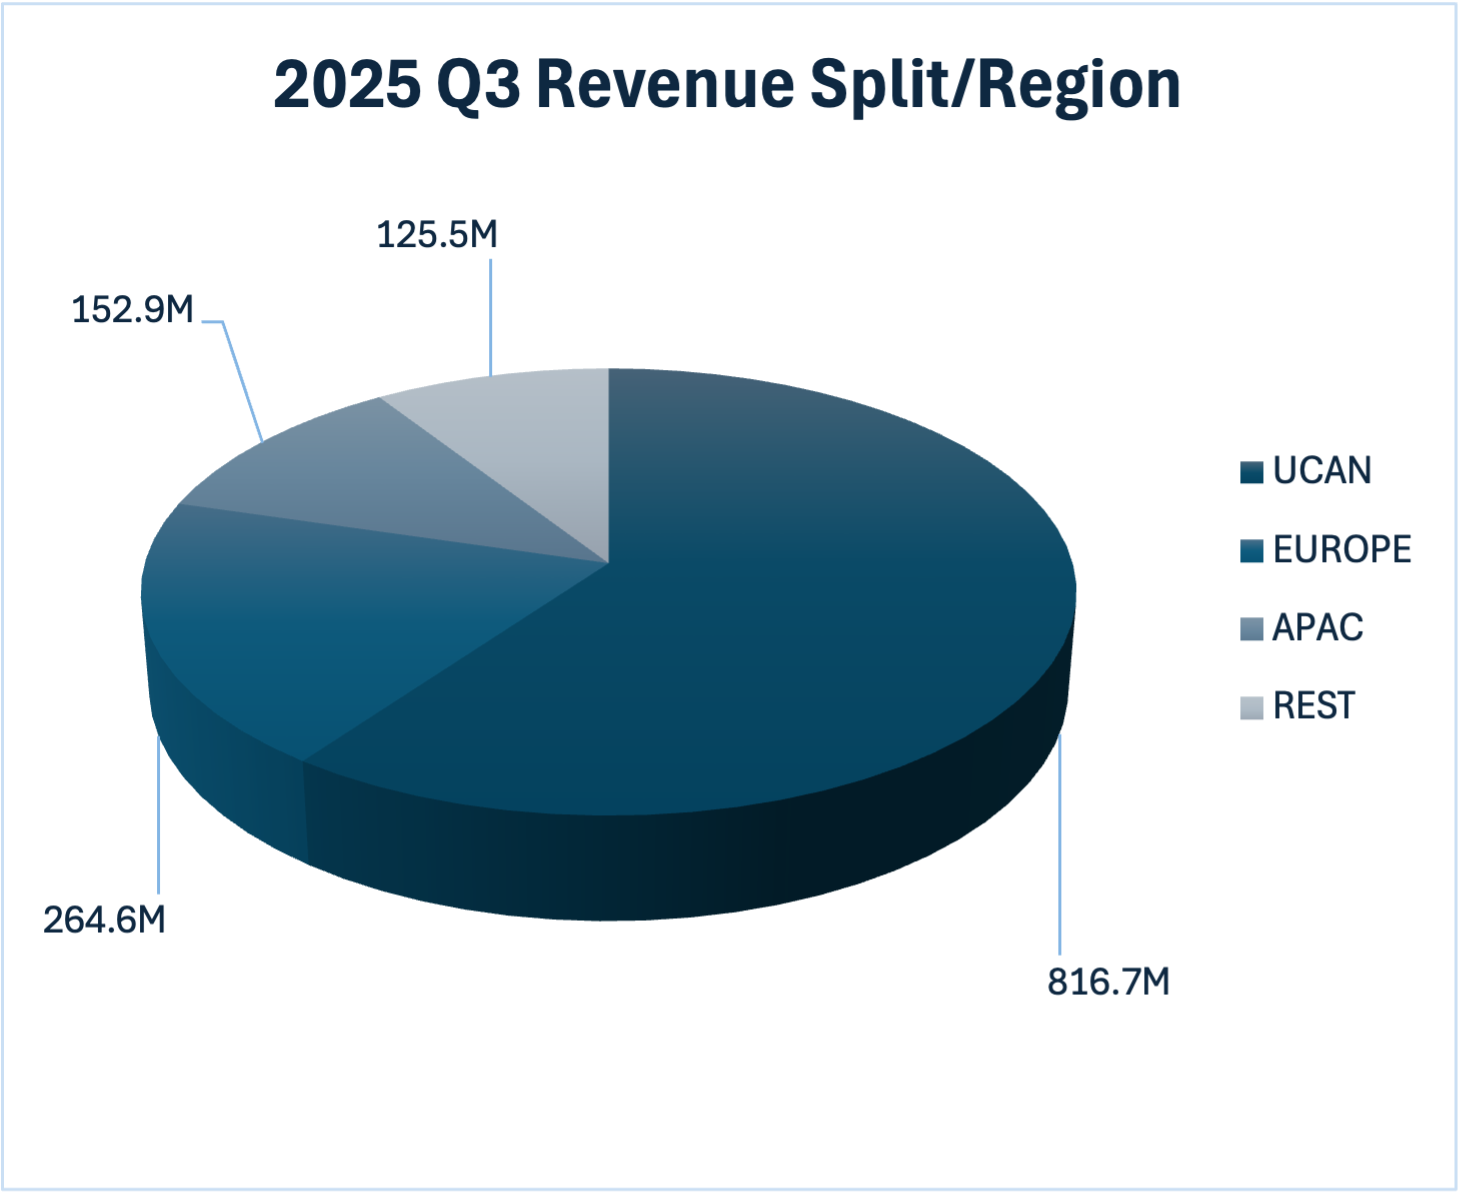 2025 Q3 Revenue Split/Region
125.5M
152.9M
UCAN
EUROPE
APAC
REST
264.6M
816.7M